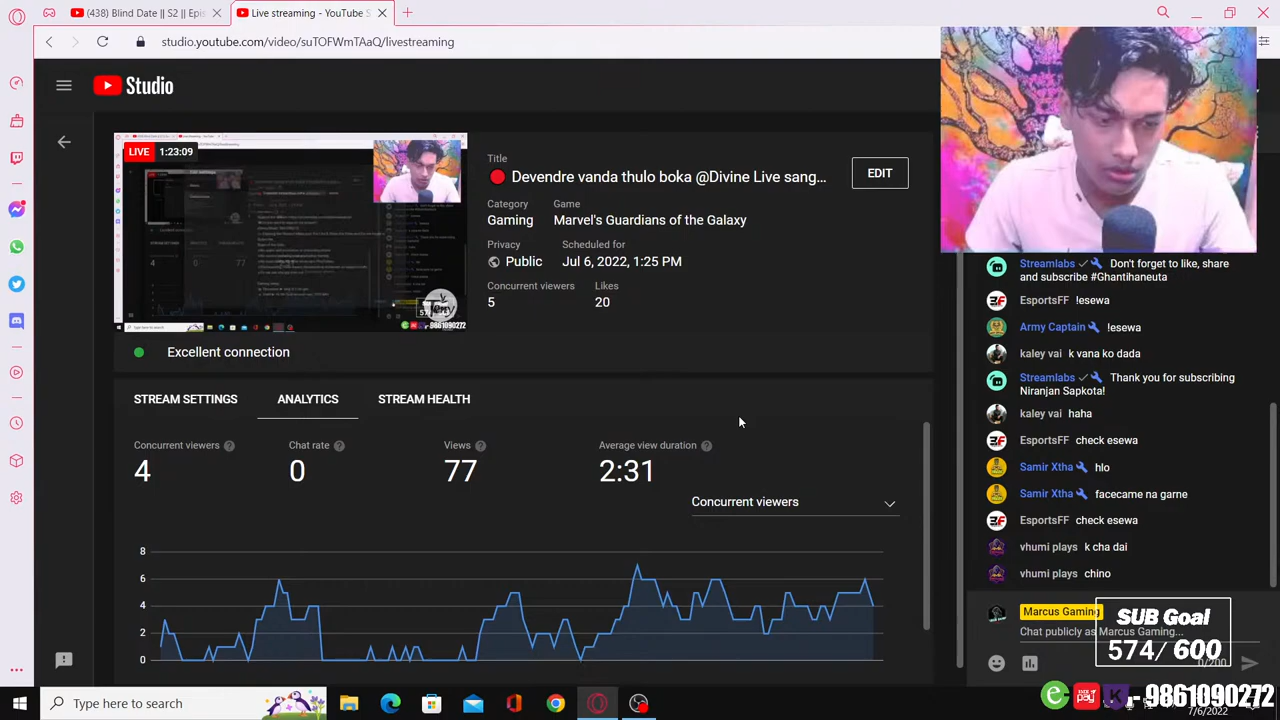 (438) Blind Date || S2 || Epis
Live streaming - YouTube S
studio.youtube.com/video/suTOFWmTAaQ/livestreaming
Studio
LIVE 1:23:09
Title
Devendre vanda thulo boka @Divine Live sang...
EDIT
Category
Game
Gaming
Marvel's Guardians of the Galaxy
Privacy
Scheduled for
Public
Jul 6, 2022, 1:25 PM
Concurrent viewers
Likes
5
20
Excellent connection
STREAM SETTINGS
ANALYTICS
STREAM HEALTH
Concurrent viewers
Chat rate
Views
Average view duration
4
0
77
2:31
Concurrent viewers
8
6
4
2
0
Streamlabs Don't forget to like, share
and subscribe #Ghantihaneuta
EsportsFF !esewa
Army Captain !esewa
kaley vai k vana ko dada
Streamlabs Thank you for subscribing
Niranjan Sapkota!
kaley vai haha
EsportsFF check esewa
Samir Xtha hlo
Samir Xtha facecame na garne
EsportsFF check esewa
vhumi plays k cha dai
vhumi plays chino
Marcus Gaming
Chat publicly as Marcus Gaming...
0/200
SUB Goal
574/ 600
- 9861090272
Type here to search
7/6/2022